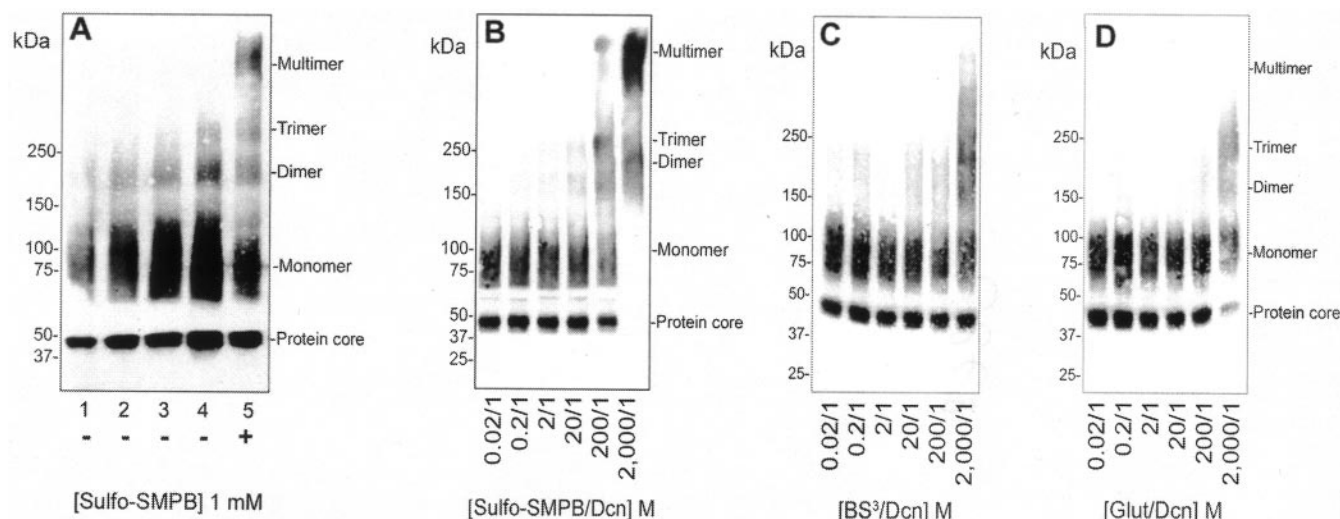 A
kDa
250-
150-
100-
75-
50-
37-
-Multimer
-Trimer
-Dimer
-Monomer
-Protein core
1 2 3 4 5
- - - - +
[Sulfo-SMPB] 1 mM
B
kDa
250-
150-
100-
75-
50-
37-
25-
-Multimer
-Trimer
-Dimer
-Monomer
-Protein core
0.02/1
0.2/1
2/1
20/1
200/1
2,000/1
[Sulfo-SMPB/Dcn] M
C
kDa
250-
150-
100-
75-
50-
37-
25-
0.02/1
0.2/1
2/1
20/1
200/1
2,000/1
[BS³/Dcn] M
D
kDa
250-
150-
100-
75-
50-
37-
25-
-Multimer
-Trimer
-Dimer
-Monomer
-Protein core
0.02/1
0.2/1
2/1
20/1
200/1
2,000/1
[Glut/Dcn] M